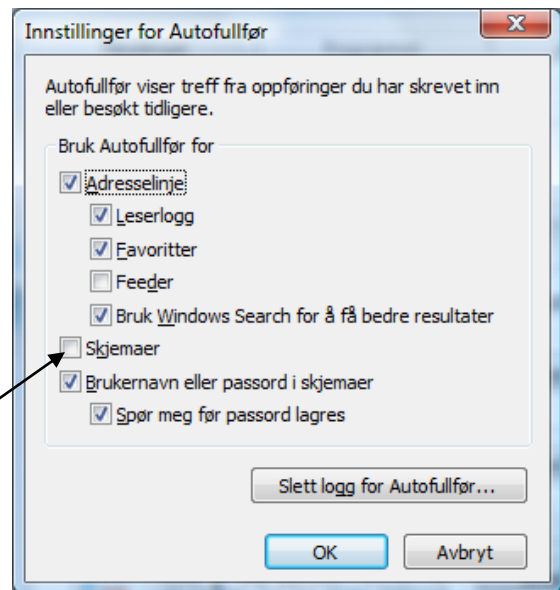 Innstillinger for Autofullfør
Autofullfør viser treff fra oppføringer du har skrevet inn
eller besøkt tidligere.
Bruk Autofullfør for
Adresselinje
Leserlogg
Favoritter
Feeder
Bruk Windows Search for å få bedre resultater
Skjemaer
Brukernavn eller passord i skjemaer
Spør meg før passord lagres
Slett logg for Autofullfør...
OK
Avbryt